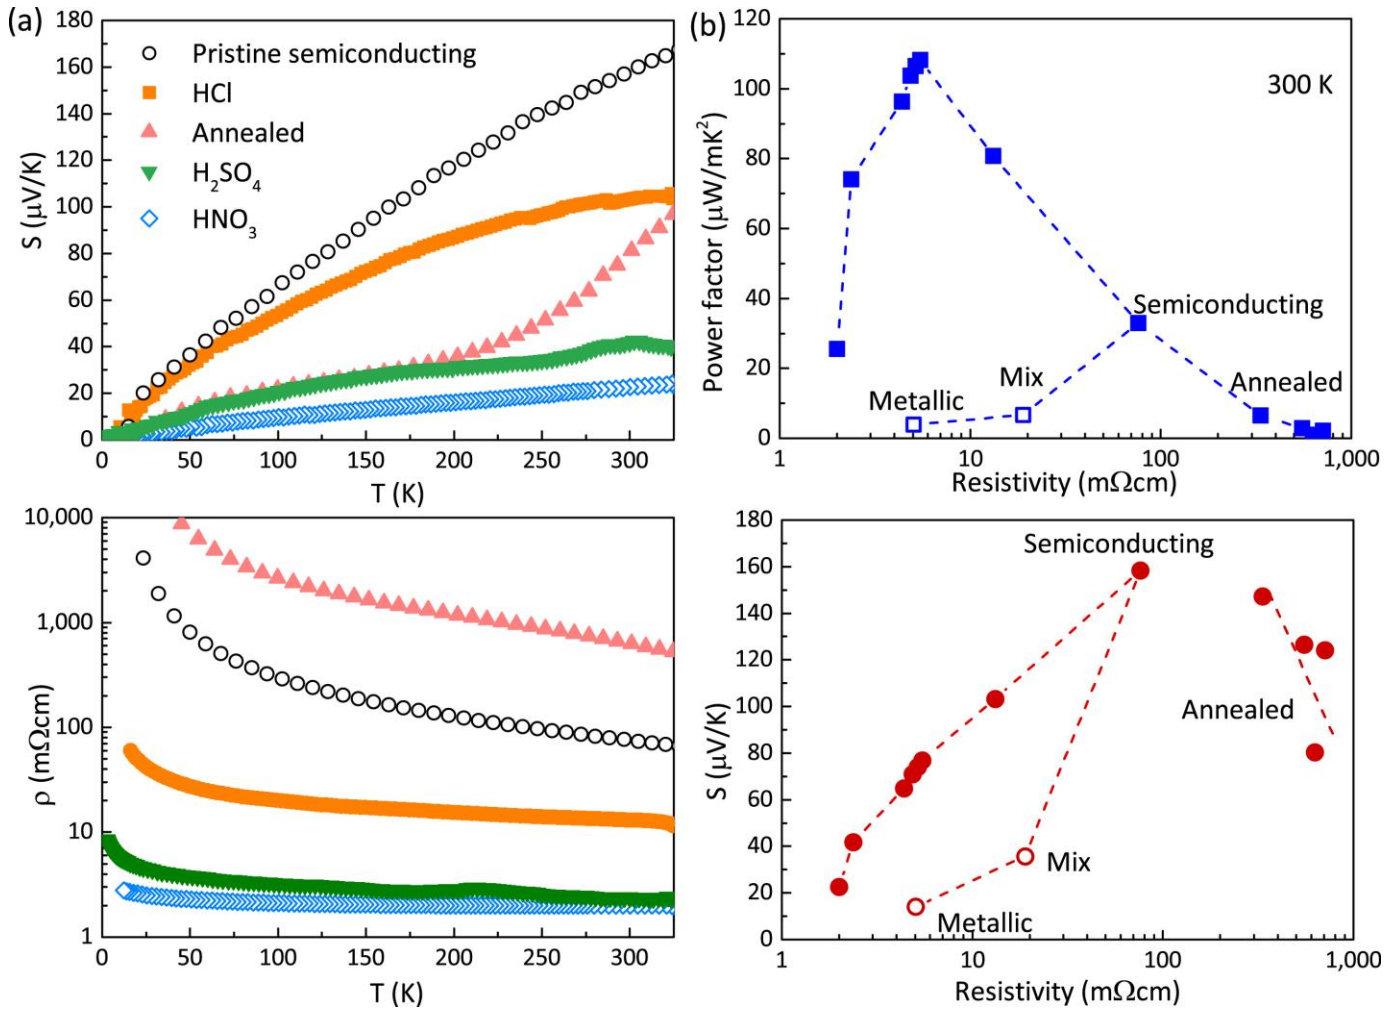 (a)
180
160
140
120
100
80
60
40
20
0
S (μV/K)
Pristine semiconducting
HCl
Annealed
H₂SO₄
HNO₃
0 50 100 150 200 250 300
T (K)
(b)
120
100
80
60
40
20
0
Power factor (μW/mK²)
300 K
Semiconducting
Annealed
Mix
Metallic
1 10 100 1,000
Resistivity (mΩcm)
10,000
1,000
100
10
1
ρ (mΩcm)
0 50 100 150 200 250 300
T (K)
180
160
140
120
100
80
60
40
20
0
S (μV/K)
Semiconducting
Annealed
Mix
Metallic
1 10 100 1,000
Resistivity (mΩcm)